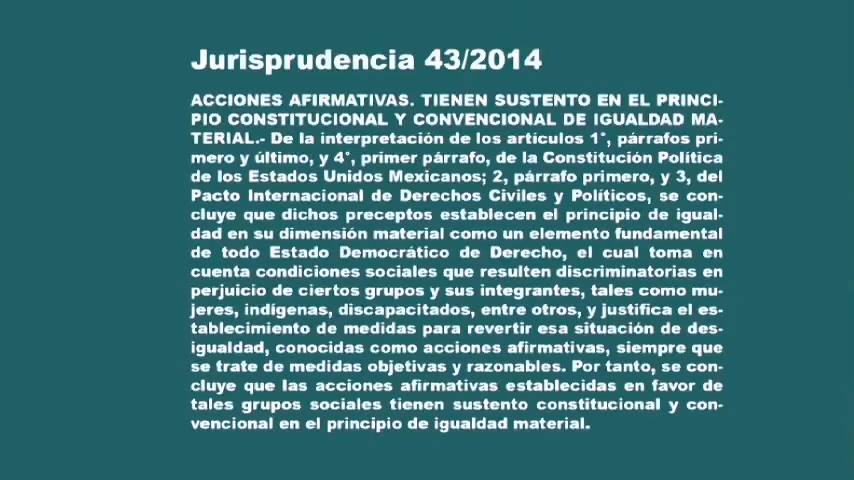 Jurisprudencia 43/2014
ACCIONES AFIRMATIVAS. TIENEN SUSTENTO EN EL PRINCI-
PIO CONSTITUCIONAL Y CONVENCIONAL DE IGUALDAD MA-
TERIAL.- De la interpretación de los artículos 1°, párrafos pri-
mero y último, y 4°, primer párrafo, de la Constitución Política
de los Estados Unidos Mexicanos; 2, párrafo primero, y 3, del
Pacto Internacional de Derechos Civiles y Políticos, se con-
cluye que dichos preceptos establecen el principio de igual-
dad en su dimensión material como un elemento fundamental
de todo Estado Democrático de Derecho, el cual toma en
cuenta condiciones sociales que resulten discriminatorias en
perjuicio de ciertos grupos y sus integrantes, tales como mu-
jeres, indígenas, discapacitados, entre otros, y justifica el es-
tablecimiento de medidas para revertir esa situación de des-
igualdad, conocidas como acciones afirmativas, siempre que
se trate de medidas objetivas y razonables. Por tanto, se con-
cluye que las acciones afirmativas establecidas en favor de
tales grupos sociales tienen sustento constitucional y con-
vencional en el principio de igualdad material.